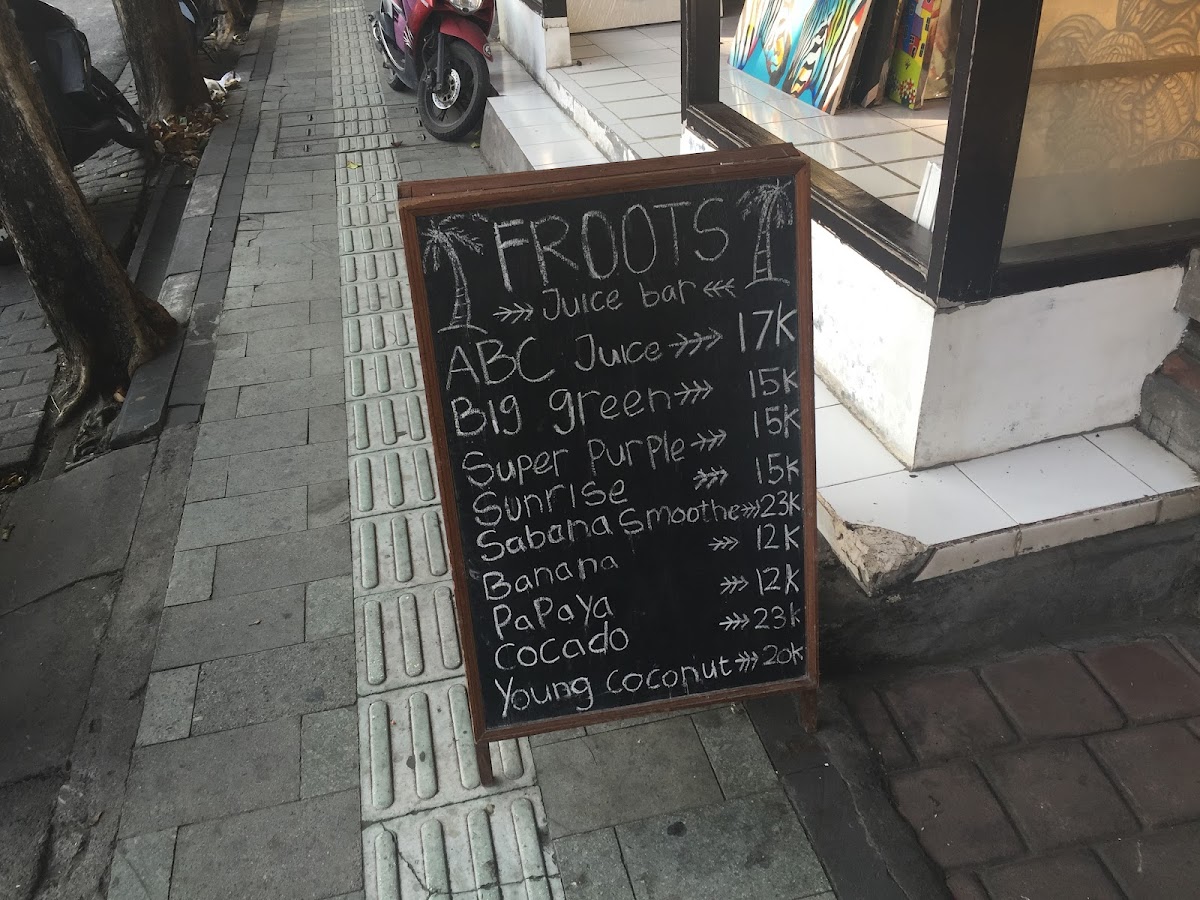 FROOTS
Juice bar
ABC Juice 17K
Big green 15K
Super Purple 15K
Sunrise 15K
Sabana Smoothe 23K
Banana 12K
Papaya 12K
Cocado 23K
Young coconut 20K